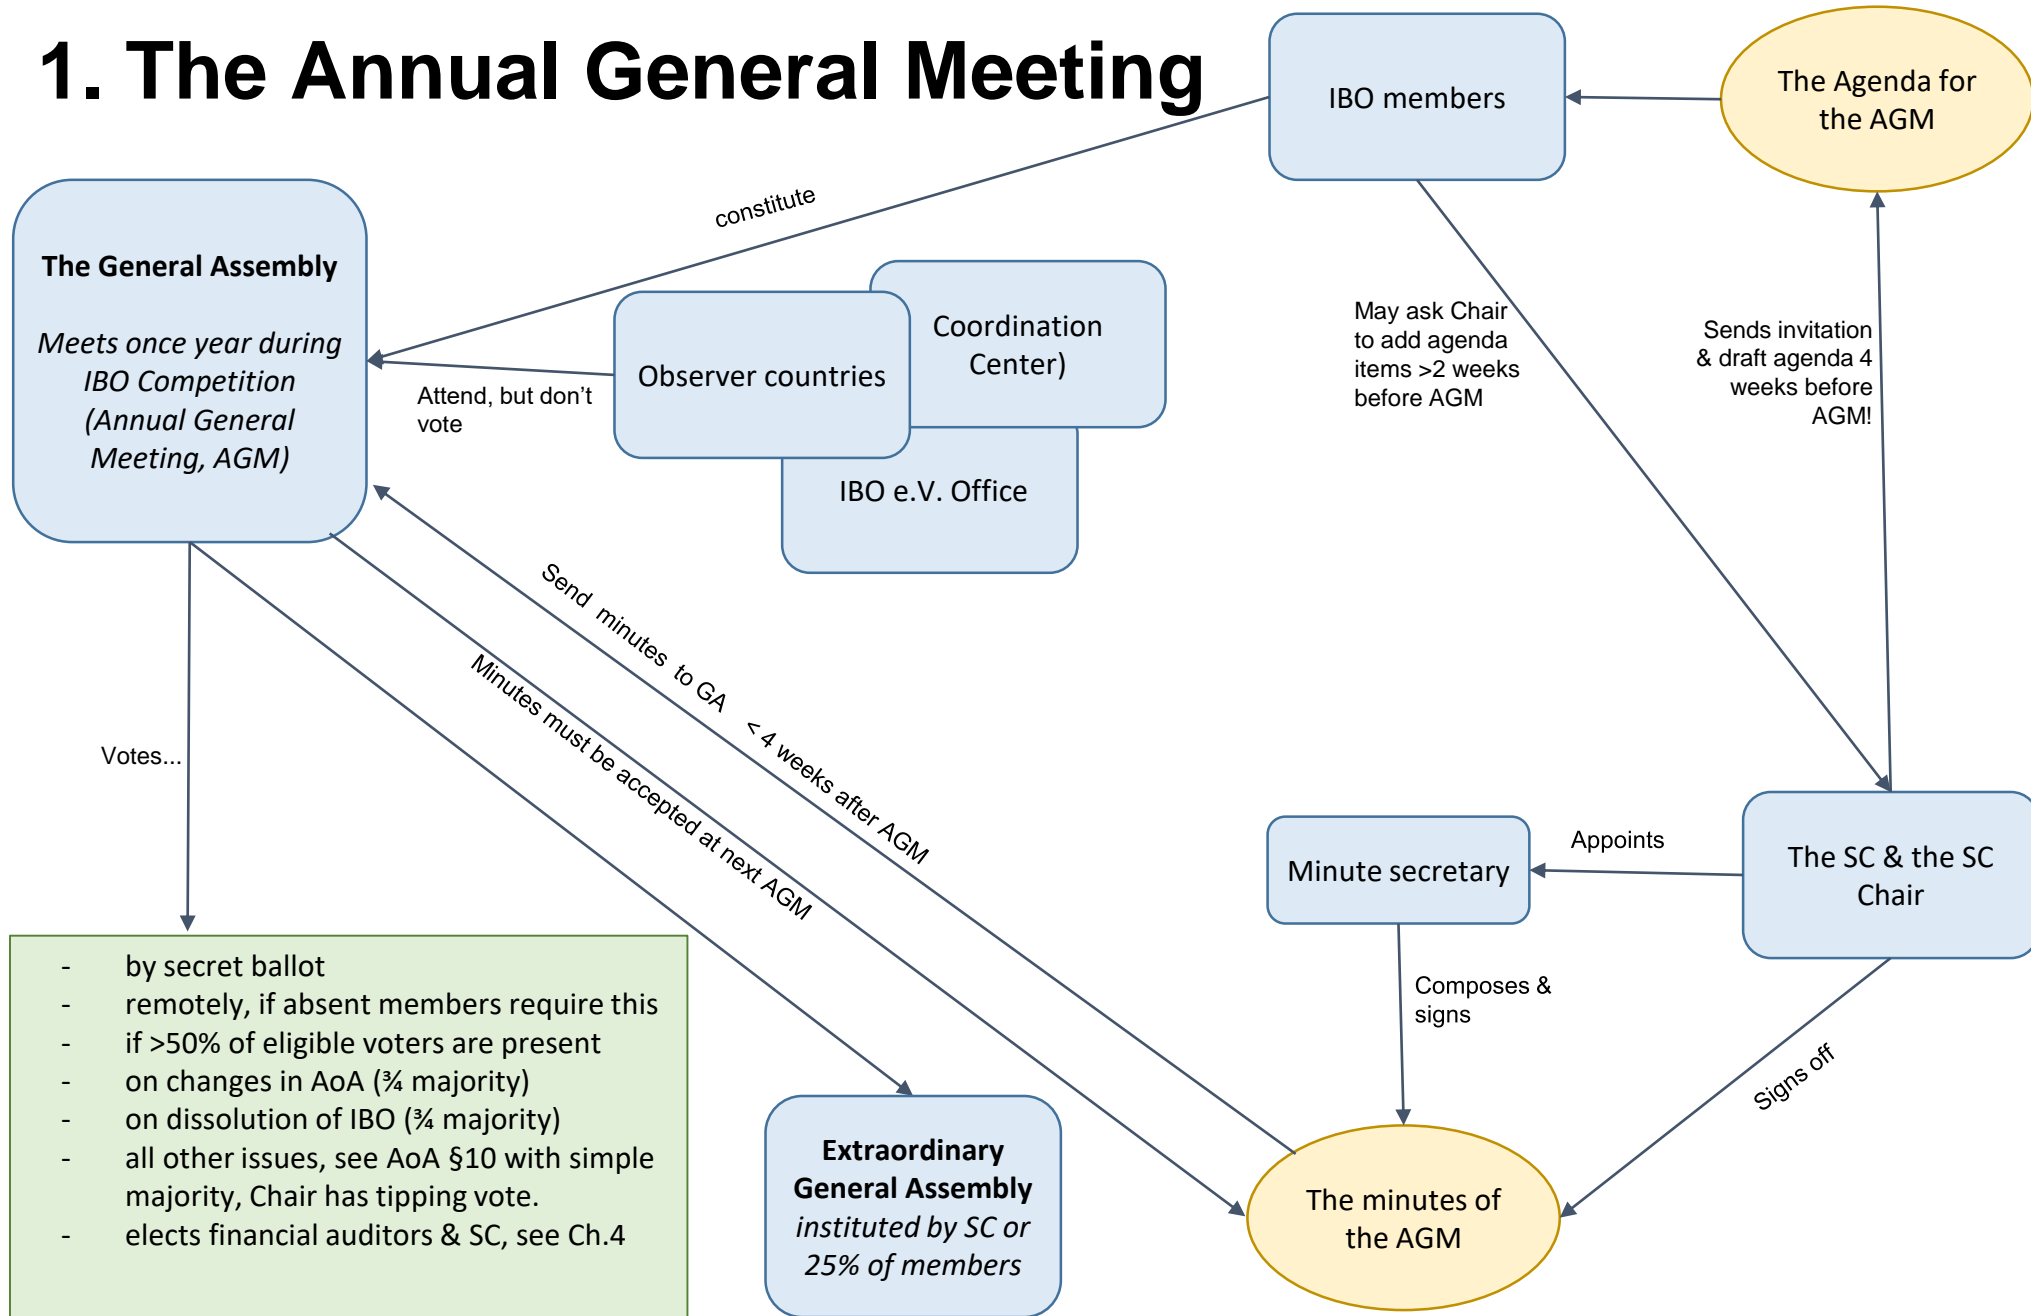 1. The Annual General Meeting
IBO members
The Agenda for
the AGM
constitute
The General Assembly
Meets once year during
IBO Competition
(Annual General
Meeting, AGM)
Observer countries
Coordination
Center)
IBO e.V. Office
Attend, but don’t
vote
May ask Chair
to add agenda
items >2 weeks
before AGM
Sends invitation
& draft agenda 4
weeks before
AGM!
Send minutes to GA < 4 weeks after AGM
Minutes must be accepted at next AGM
Votes...
Minute secretary
Appoints
The SC & the SC
Chair
Composes &
signs
Signs off
- by secret ballot
- remotely, if absent members require this
- if >50% of eligible voters are present
- on changes in AoA (¾ majority)
- on dissolution of IBO (¾ majority)
- all other issues, see AoA §10 with simple
majority, Chair has tipping vote.
- elects financial auditors & SC, see Ch.4
Extraordinary
General Assembly
instituted by SC or
25% of members
The minutes of
the AGM